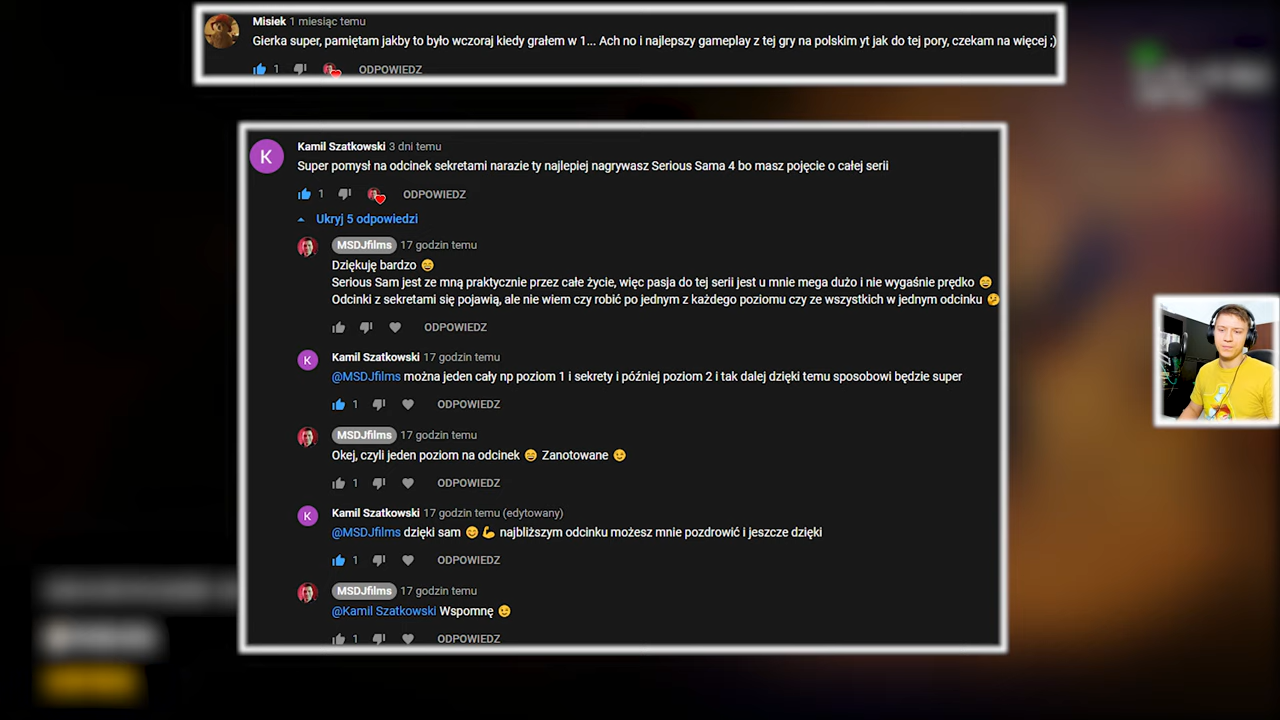 Misiek 1 miesiąc temu
Gierka super, pamiętam jakby to było wczoraj kiedy grałem w 1... Ach no i najlepszy gameplay z tej gry na polskim yt jak do tej pory, czekam na więcej ;)
1 ODPOWIEDZ
K Kamil Szatkowski 3 dni temu
Super pomysł na odcinek sekretami narazie ty najlepiej nagrywasz Serious Sama 4 bo masz pojęcie o całej serii
1 ODPOWIEDZ
Ukryj 5 odpowiedzi
MSDJfilms 17 godzin temu
Dziękuję bardzo 😄
Serious Sam jest ze mną praktycznie przez całe życie, więc pasja do tej serii jest u mnie mega dużo i nie wygaśnie prędko 😄
Odcinki z sekretami się pojawią, ale nie wiem czy robić po jednym z każdego poziomu czy ze wszystkich w jednym odcinku 🤔
ODPOWIEDZ
K Kamil Szatkowski 17 godzin temu
@MSDJfilms można jeden cały np poziom 1 i sekrety i później poziom 2 i tak dalej dzięki temu sposobowi będzie super
1 ODPOWIEDZ
MSDJfilms 17 godzin temu
Okej, czyli jeden poziom na odcinek 😄 Zanotowane 😉
1 ODPOWIEDZ
K Kamil Szatkowski 17 godzin temu (edytowany)
@MSDJfilms dzięki sam 😊 💪 najbliższym odcinku możesz mnie pozdrowić i jeszcze dzięki
1 ODPOWIEDZ
MSDJfilms 17 godzin temu
@Kamil Szatkowski Wspomnę 😉
1 ODPOWIEDZ